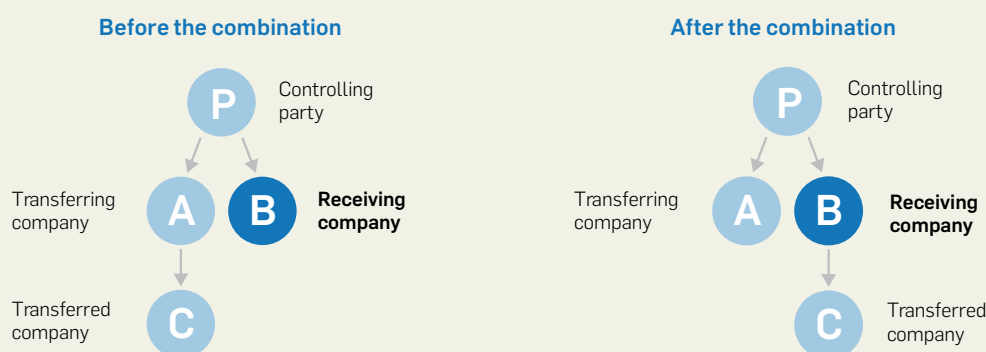 Before the combination
P
Controlling
party
Transferring
company
A
B
Receiving
company
Transferred
company
C
After the combination
P
Controlling
party
Transferring
company
A
B
Receiving
company
C
Transferred
company